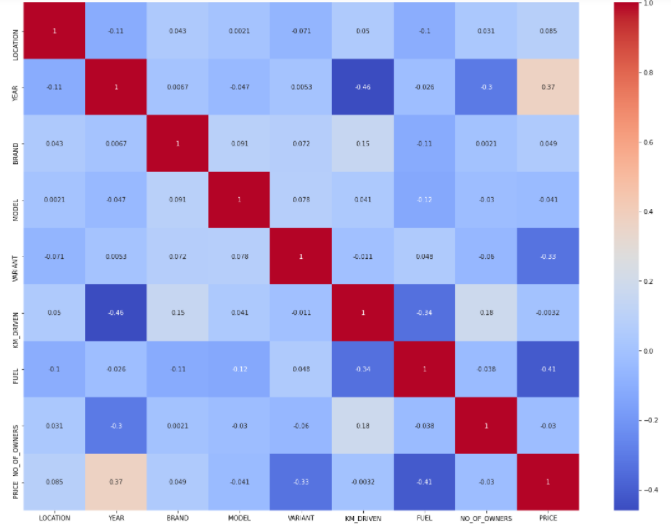 LOCATION 1 -0.11 0.043 0.0021 -0.071 0.05 -0.1 0.031 0.085
YEAR -0.11 1 0.0067 -0.047 0.0053 -0.46 -0.026 -0.3 0.37
BRAND 0.043 0.0067 1 0.091 0.072 0.15 -0.11 0.0021 0.049
MODEL 0.0021 -0.047 0.091 1 0.078 0.041 -0.12 -0.03 -0.041
VARIANT -0.071 0.0053 0.072 0.078 1 -0.011 0.048 -0.06 -0.33
KM_DRIVEN 0.05 -0.46 0.15 0.041 -0.011 1 -0.34 0.18 -0.0032
FUEL -0.1 -0.026 -0.11 -0.12 0.048 -0.34 1 -0.038 -0.41
NO_OF_OWNERS 0.031 -0.3 0.0021 -0.03 -0.06 0.18 -0.038 1 -0.03
PRICE 0.085 0.37 0.049 -0.041 -0.33 -0.0032 -0.41 -0.03 1
LOCATION YEAR BRAND MODEL VARIANT KM_DRIVEN FUEL NO_OF_OWNERS PRICE
1.0
0.8
0.6
0.4
0.2
0.0
-0.2
-0.4